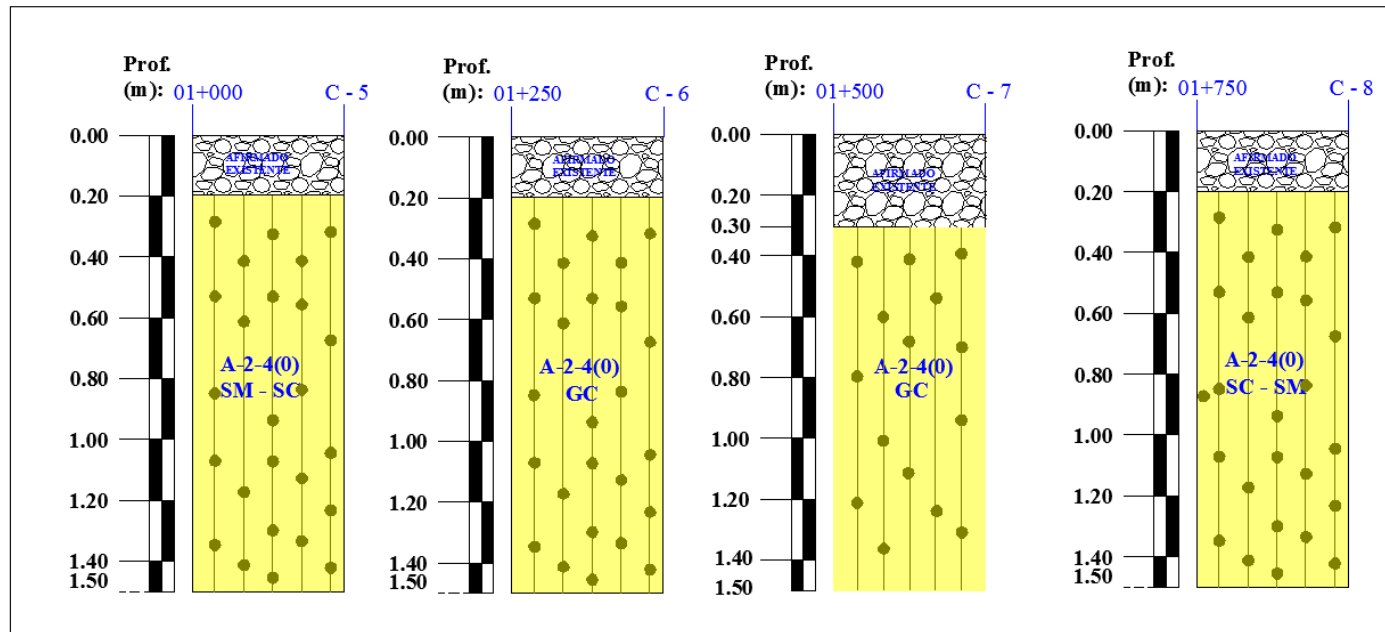 Prof.
(m): 01+000 C - 5
0.00
AFIRMADO
EXISTENTE
0.20
0.40
0.60
A-2-4(0)
0.80
SM - SC
1.00
1.20
1.40
1.50
Prof.
(m): 01+250 C - 6
0.00
AFIRMADO
EXISTENTE
0.20
0.40
0.60
A-2-4(0)
0.80
GC
1.00
1.20
1.40
1.50
Prof.
(m): 01+500 C - 7
0.00
AFIRMADO
EXISTENTE
0.20
0.30
0.40
0.60
A-2-4(0)
0.80
GC
1.00
1.20
1.40
1.50
Prof.
(m): 01+750 C - 8
0.00
AFIRMADO
EXISTENTE
0.20
0.40
0.60
A-2-4(0)
0.80
SC - SM
1.00
1.20
1.40
1.50